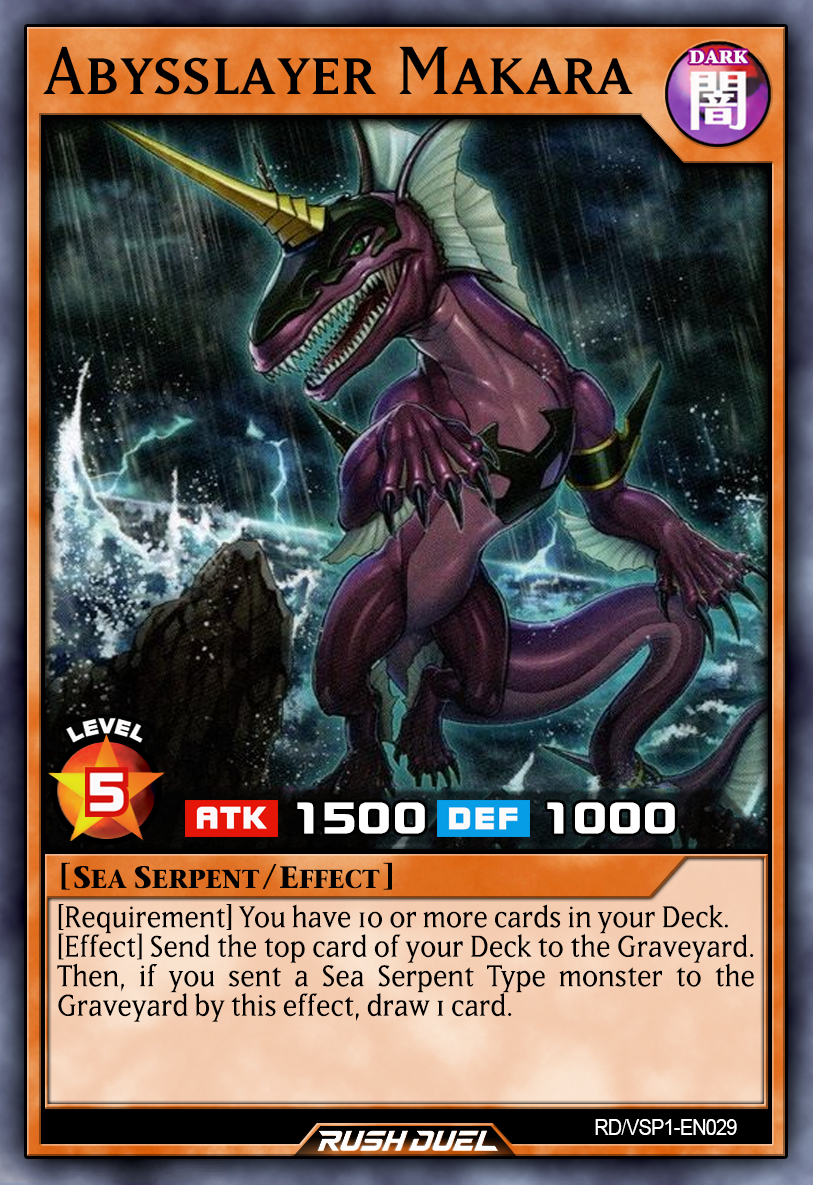 Abysslayer Makara
DARK
闇
LEVEL
5
ATK 1500 DEF 1000
[Sea Serpent/Effect]
[Requirement] You have 10 or more cards in your Deck.
[Effect] Send the top card of your Deck to the Graveyard.
Then, if you sent a Sea Serpent Type monster to the
Graveyard by this effect, draw 1 card.
RUSH DUEL
RD/VSP1-EN029